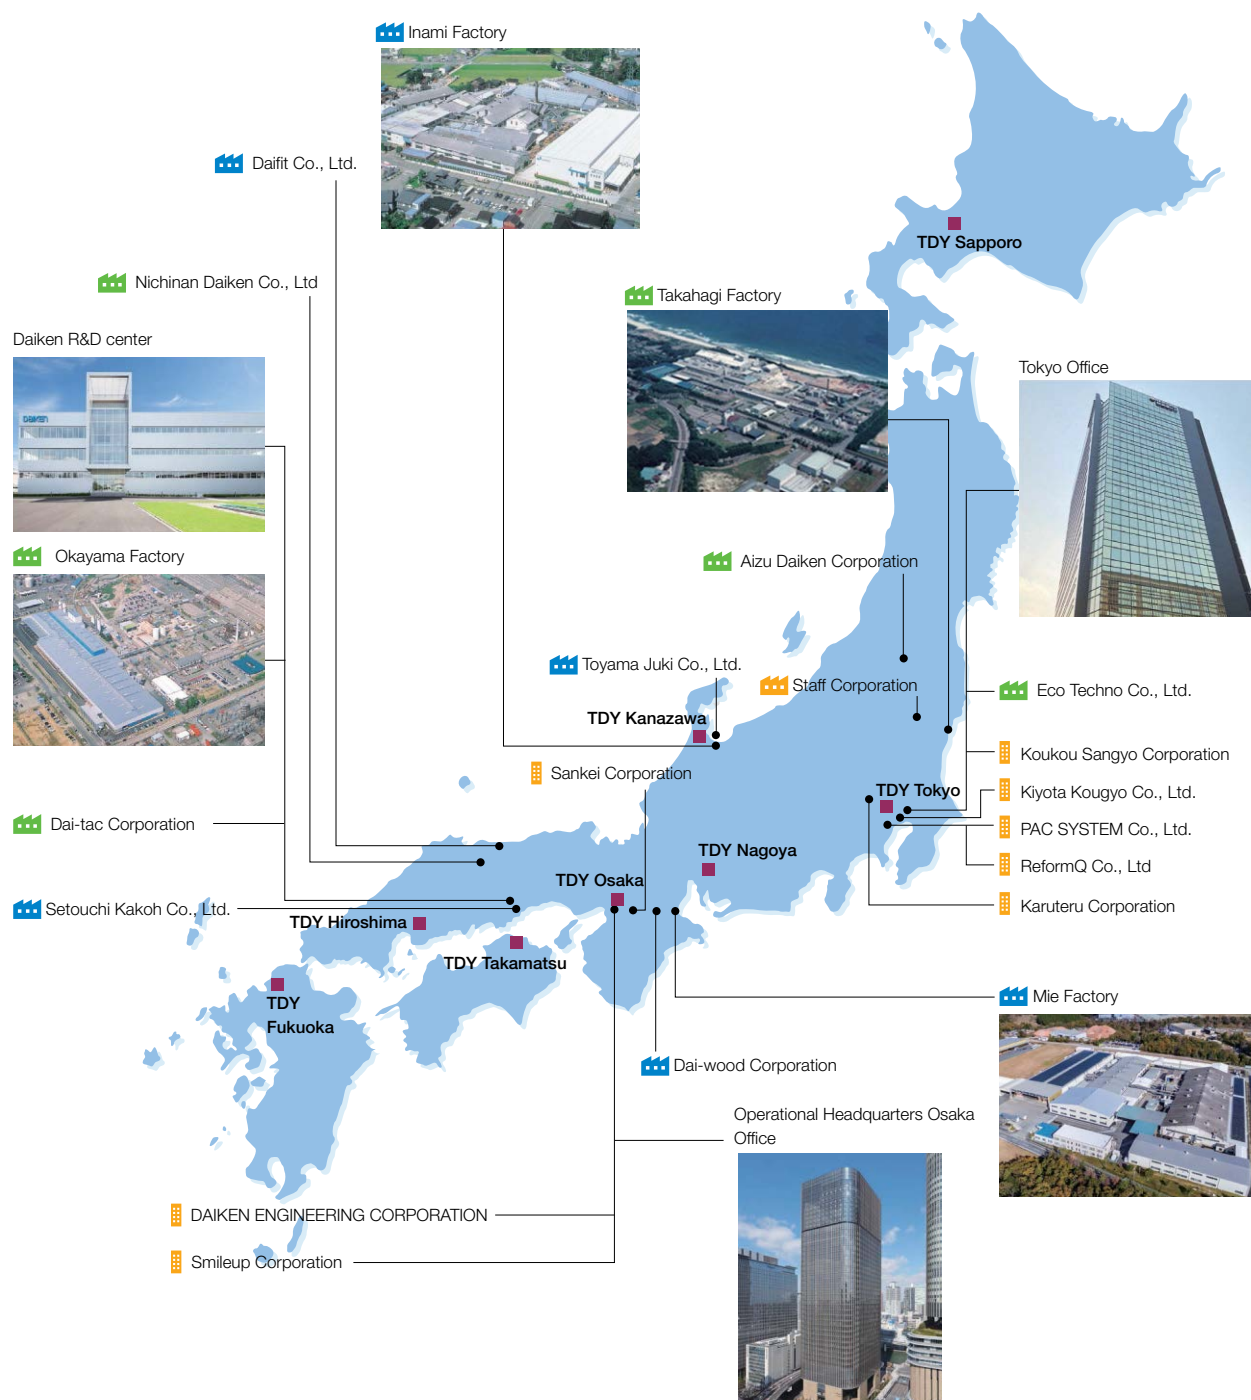 Inami Factory
Daifit Co., Ltd.
TDY Sapporo
Nichinan Daiken Co., Ltd
Takahagi Factory
Daiken R&D center
DAIKEN
Tokyo Office
Okayama Factory
Aizu Daiken Corporation
Toyama Juki Co., Ltd.
Staff Corporation
Eco Techno Co., Ltd.
TDY Kanazawa
Koukou Sangyo Corporation
Sankei Corporation
TDY Tokyo
Kiyota Kougyo Co., Ltd.
Dai-tac Corporation
PAC SYSTEM Co., Ltd.
TDY Nagoya
ReformQ Co., Ltd
TDY Osaka
Setouchi Kakoh Co., Ltd.
Karuteru Corporation
TDY Hiroshima
TDY Takamatsu
TDY
Fukuoka
Mie Factory
Dai-wood Corporation
Operational Headquarters Osaka
Office
DAIKEN ENGINEERING CORPORATION
Smileup Corporation